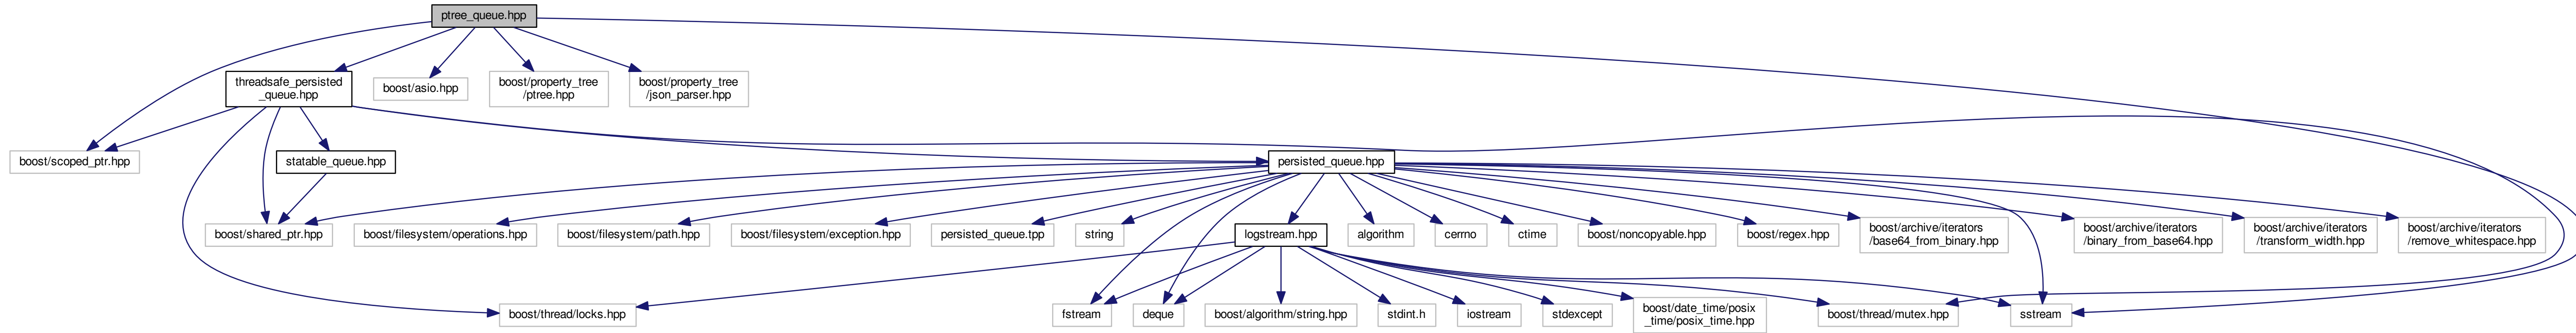 ptree_queue.hpp
threadsafe_persisted
_queue.hpp
boost/asio.hpp
boost/property_tree
/ptree.hpp
boost/property_tree
/json_parser.hpp
boost/scoped_ptr.hpp
statable_queue.hpp
persisted_queue.hpp
boost/shared_ptr.hpp
boost/filesystem/operations.hpp
boost/filesystem/path.hpp
boost/filesystem/exception.hpp
persisted_queue.tpp
string
logstream.hpp
algorithm
cerrno
ctime
boost/noncopyable.hpp
boost/regex.hpp
boost/archive/iterators
/base64_from_binary.hpp
boost/archive/iterators
/binary_from_base64.hpp
boost/archive/iterators
/transform_width.hpp
boost/archive/iterators
/remove_whitespace.hpp
boost/thread/locks.hpp
fstream
deque
boost/algorithm/string.hpp
stdint.h
iostream
stdexcept
boost/date_time/posix
_time/posix_time.hpp
boost/thread/mutex.hpp
sstream